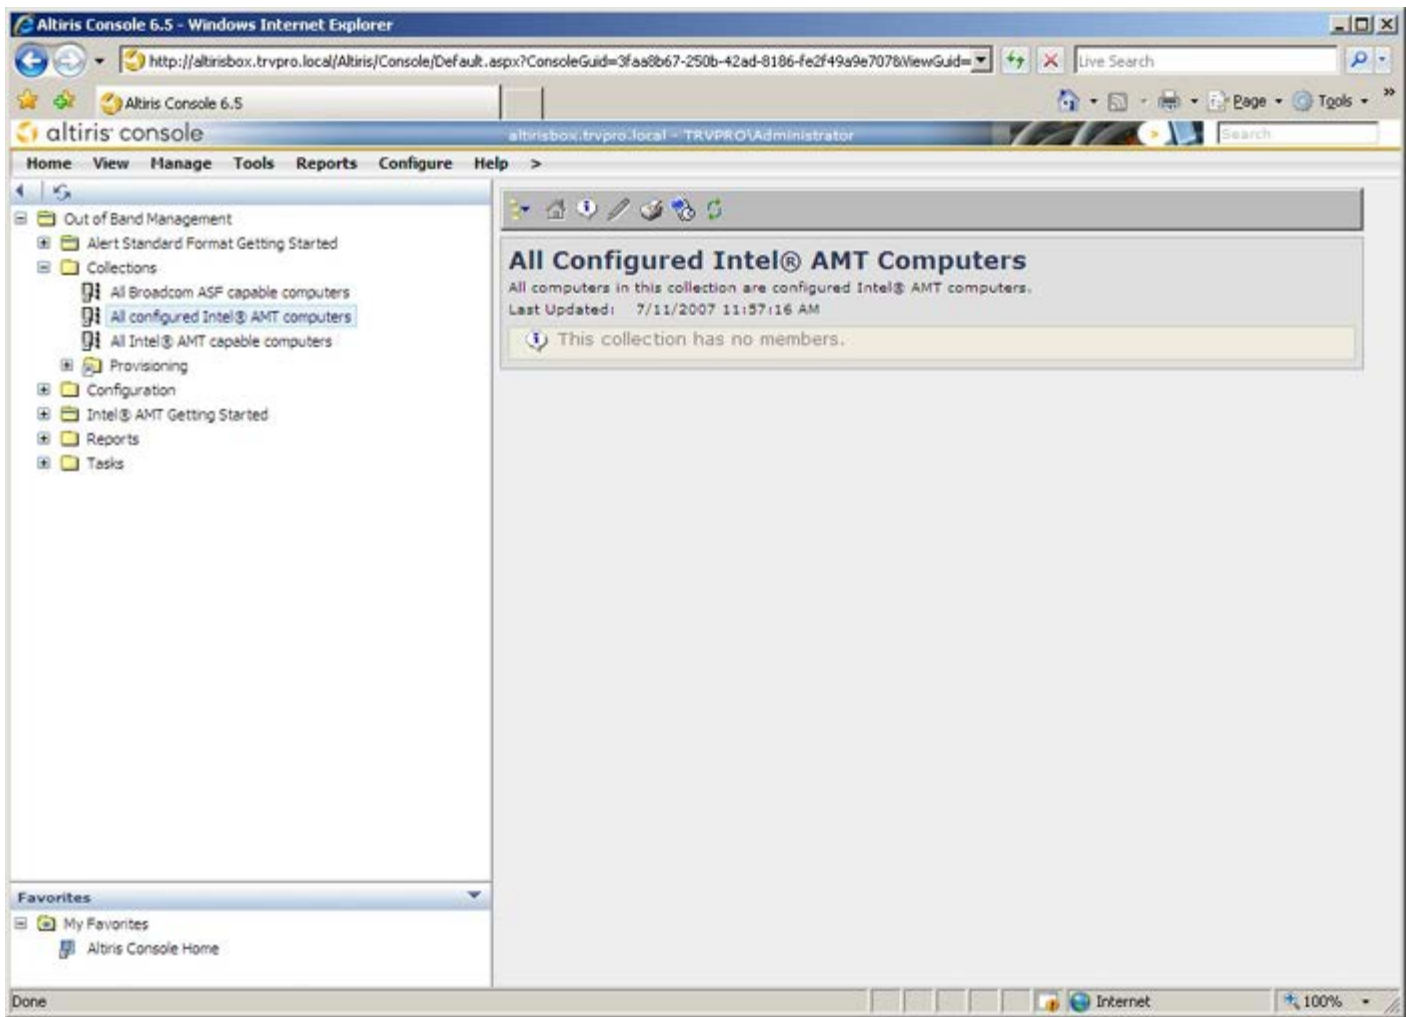 Altiris Console 6.5 - Windows Internet Explorer
http://altirisbox.trvpro.local/Altiris/Console/Default.aspx?ConsoleGuid=3faa8b67-250b-42ad-8186-fe2f49a9e707&ViewGuid=
Live Search
Altiris Console 6.5
Page
Tools
altiris console
altirisbox.trvpro.local - TRVPRO\Administrator
Search
Home View Manage Tools Reports Configure Help >
Out of Band Management
Alert Standard Format Getting Started
Collections
All Broadcom ASF capable computers
All configured Intel® AMT computers
All Intel® AMT capable computers
Provisioning
Configuration
Intel® AMT Getting Started
Reports
Tasks
All Configured Intel® AMT Computers
All computers in this collection are configured Intel® AMT computers.
Last Updated: 7/11/2007 11:57:16 AM
This collection has no members.
Favorites
My Favorites
Altiris Console Home
Done
Internet
100%